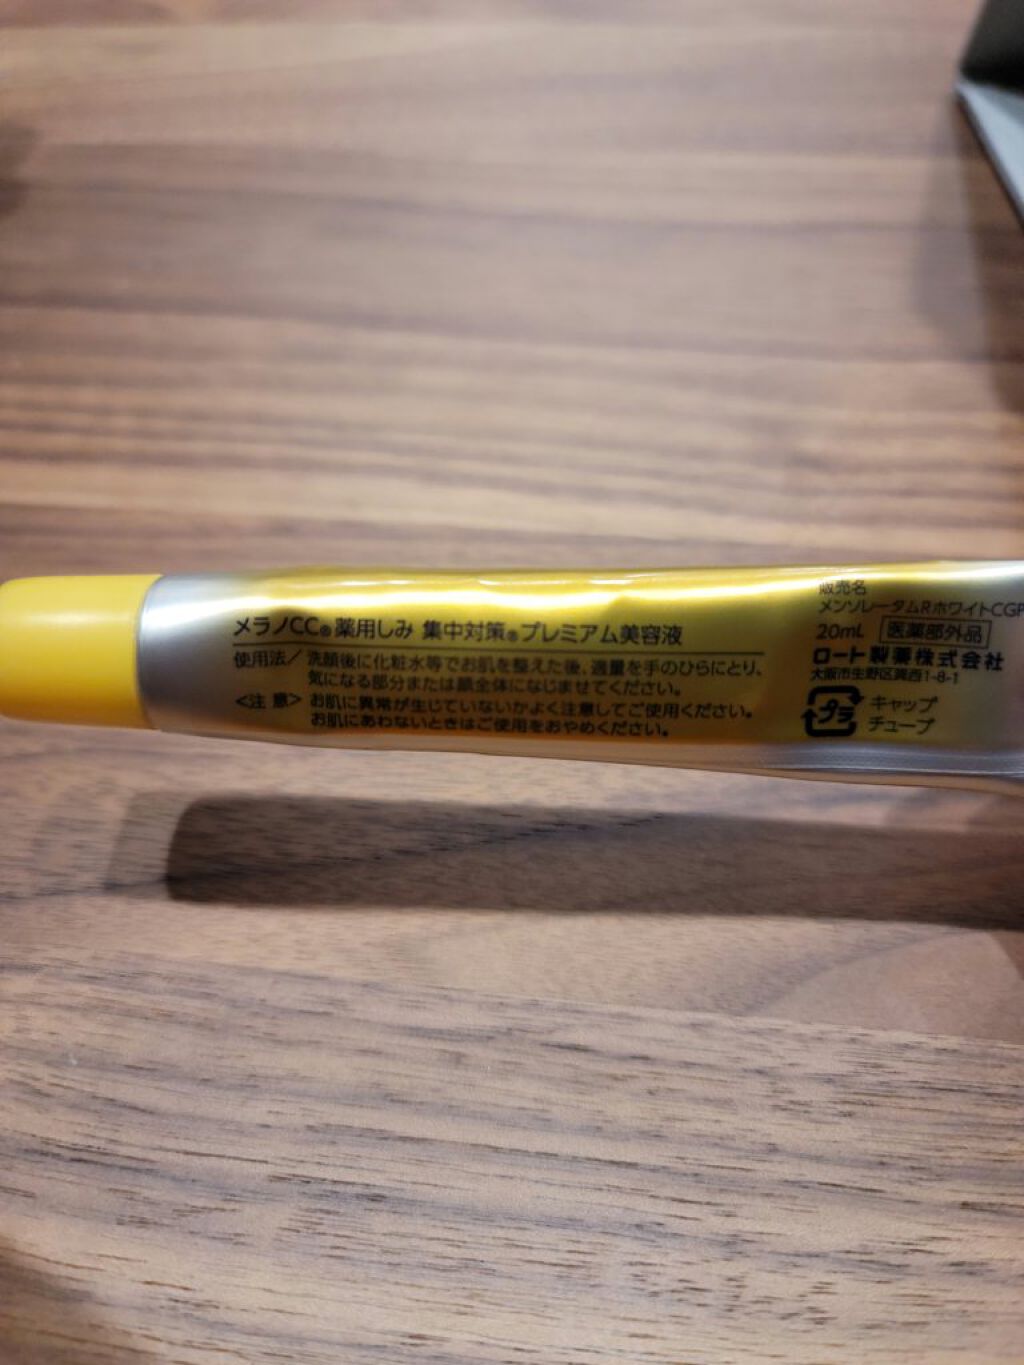 メラノCC®薬用しみ 集中対策®プレミアム美容液
使用法/洗顔後に化粧水等でお肌を整えた後、適量を手のひらにとり、
気になる部分または顔全体になじませてください。
<注 意>お肌に異常が生じていないかよく注意してご使用ください。
お肌にあわないときはご使用をおやめください。
販売名
メンソレータムRホワイトCGP
20mL 医薬部外品
ロート製薬株式会社
大阪市生野区巽西1-8-1
プラ
キャップ
チューブ